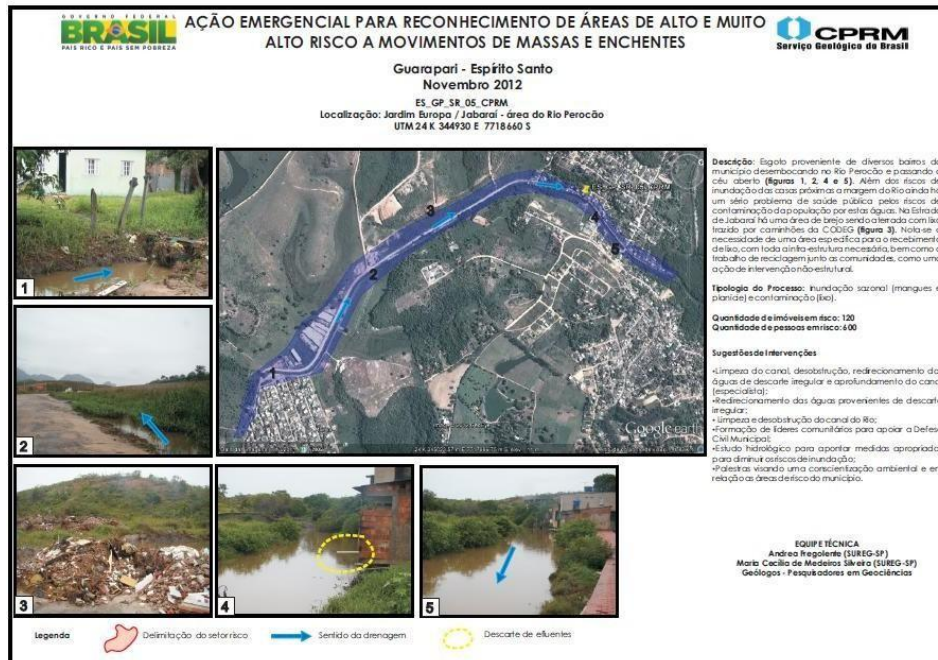 GOVERNO FEDERAL
BRASIL
PAÍS RICO É PAÍS SEM POBREZA
AÇÃO EMERGENCIAL PARA RECONHECIMENTO DE ÁREAS DE ALTO E MUITO
ALTO RISCO A MOVIMENTOS DE MASSAS E ENCHENTES
CPRM
Serviço Geológico do Brasil
Guarapari - Espírito Santo
Novembro 2012
ES_GP_SR_05_CPRM
Localização: Jardim Europa / Jabaraí - área do Rio Perocão
UTM 24 K 344930 E 7718660 S
1
2
3
4
5
1
2
3
4
5
Google
Descrição: Esgoto proveniente de diversos bairros do
município desembocando no Rio Perocão e passando a
céu aberto (figuras 1, 2, 4 e 5). Além dos riscos de
inundação das casas próximas a margem do Rio ainda há
um sério problema de saúde pública pelos riscos de
contaminação da população por estas águas. Na Estrada
de Jabaraí há uma área de brejo sendo aterrada com lixo
trazido por caminhões da CODEG (figura 3). Nota-se a
necessidade de uma área específica para o recebimento
de lixo, com toda a infra-estrutura necessária, bem como o
trabalho de reciclagem junto as comunidades, como uma
ação de intervenção não estrutural.
Tipologia do Processo: Inundação sazonal (mangues e
planície) e contaminação (lixo).
Quantidade de imóveis em risco: 120
Quantidade de pessoas em risco: 600
Sugestões de Intervenções
•Limpeza do canal, desobstrução, redirecionamento das
águas de descarte irregular e aprofundamento do canal
(especialista);
•Redirecionamento das águas provenientes de descarte
irregular;
• Limpeza e desobstrução do canal do Rio;
•Formação de líderes comunitários para apoiar a Defesa
Civil Municipal;
•Estudo hidrológico para apontar medidas apropriadas
para diminuir os riscos de inundação;
•Palestras visando uma conscientização ambiental e em
relação as áreas de risco do município.
EQUIPE TÉCNICA
Andrea Fregolente (SUREG-SP)
Maria Cecília de Medeiros Silveira (SUREG-SP)
Geólogos - Pesquisadores em Geociências
Legenda
Delimitação do setor risco
Sentido da drenagem
Descarte de efluentes